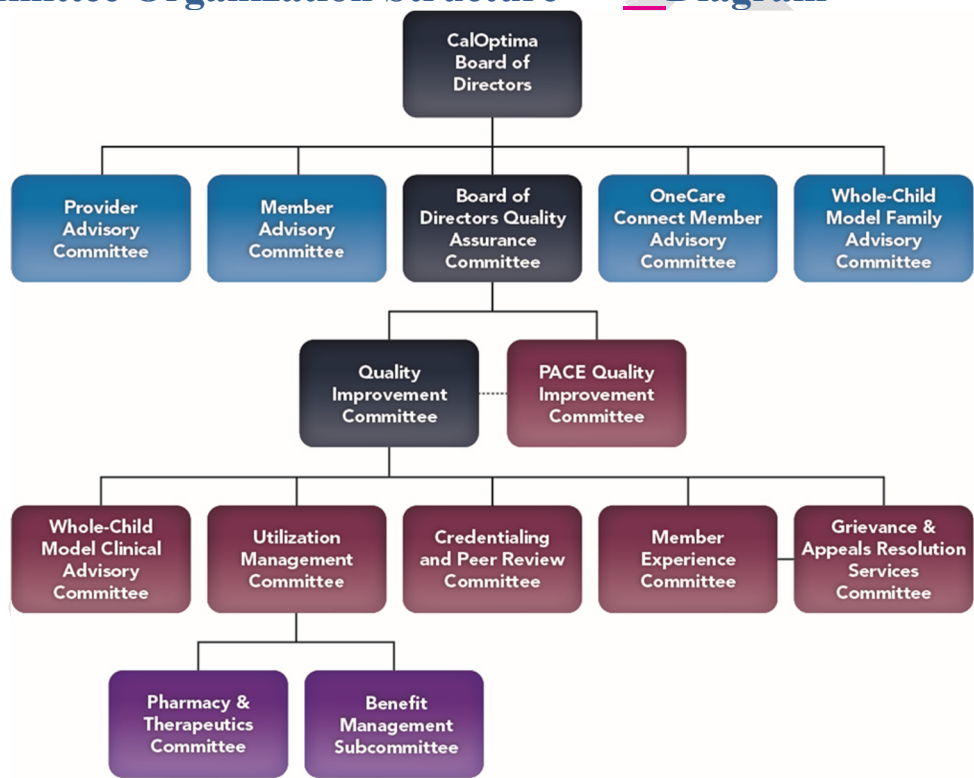 Organization Structure
Diagram
CalOptima
Board of
Directors
Provider
Advisory
Committee
Member
Advisory
Committee
Board of
Directors Quality
Assurance
Committee
OneCare
Connect Member
Advisory
Committee
Whole-Child
Model Family
Advisory
Committee
Quality
Improvement
Committee
PACE Quality
Improvement
Committee
Whole-Child
Model Clinical
Advisory
Committee
Utilization
Management
Committee
Credentialing
and Peer Review
Committee
Member
Experience
Committee
Grievance &
Appeals Resolution
Services
Committee
Pharmacy &
Therapeutics
Committee
Benefit
Management
Subcommittee